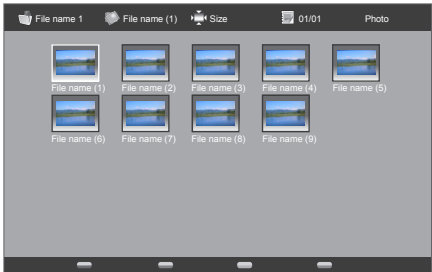 File name 1 File name (1) Size 01/01 Photo
File name (1) File name (2) File name (3) File name (4) File name (5)
File name (6) File name (7) File name (8) File name (9)